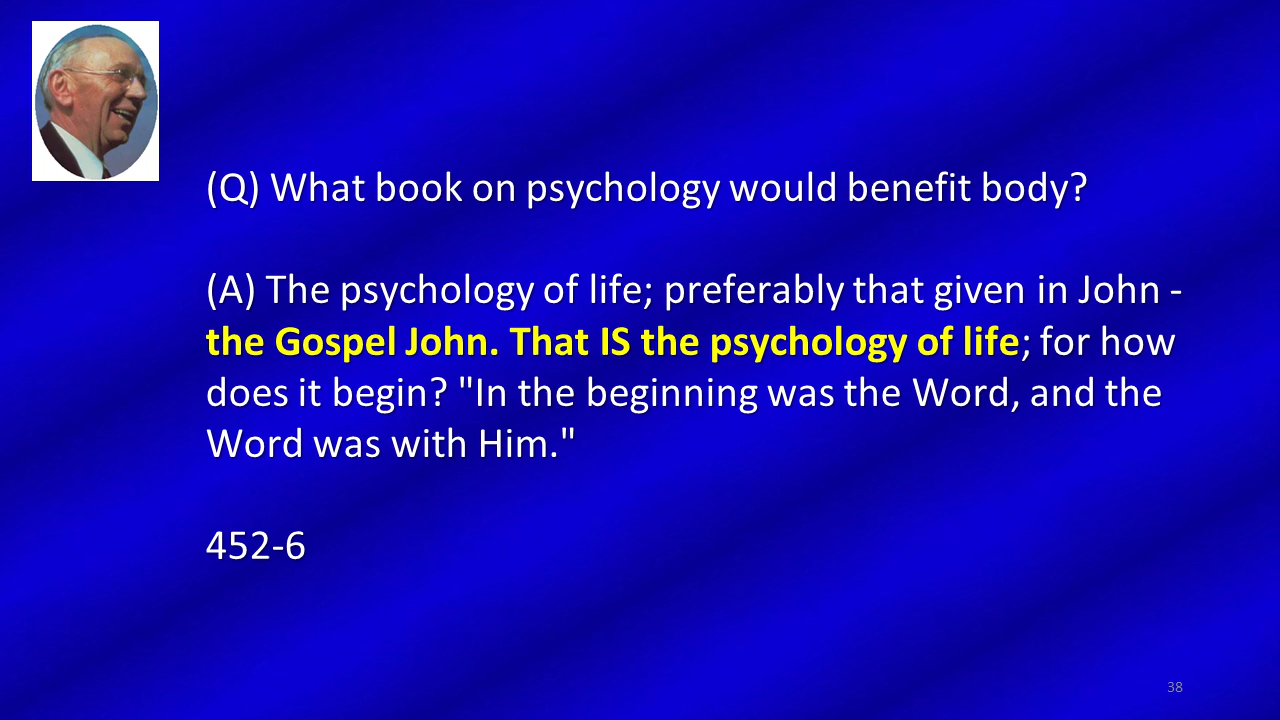 (Q) What book on psychology would benefit body?
(A) The psychology of life; preferably that given in John -
the Gospel John. That IS the psychology of life; for how
does it begin? "In the beginning was the Word, and the
Word was with Him."
452-6
38